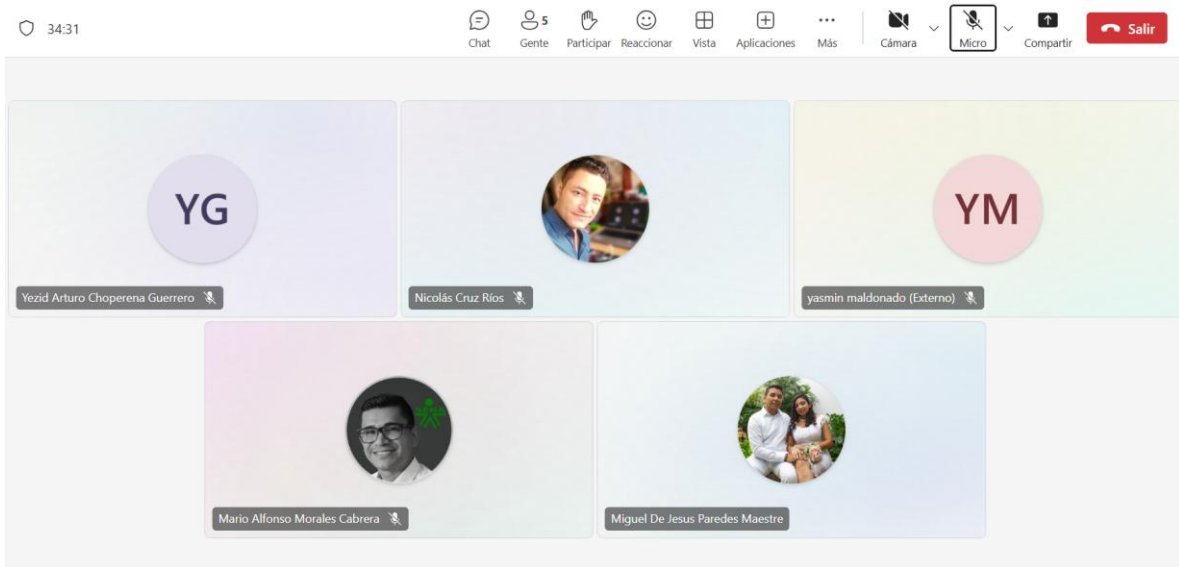 34:31
Chat
5
Gente
Participar
Reaccionar
Vista
Aplicaciones
Más
Cámara
Micro
Compartir
Salir
YG
YM
Yezid Arturo Choperena Guerrero
Nicolás Cruz Ríos
yasmin maldonado (Externo)
SENA
Mario Alfonso Morales Cabrera
Miguel De Jesus Paredes Maestre